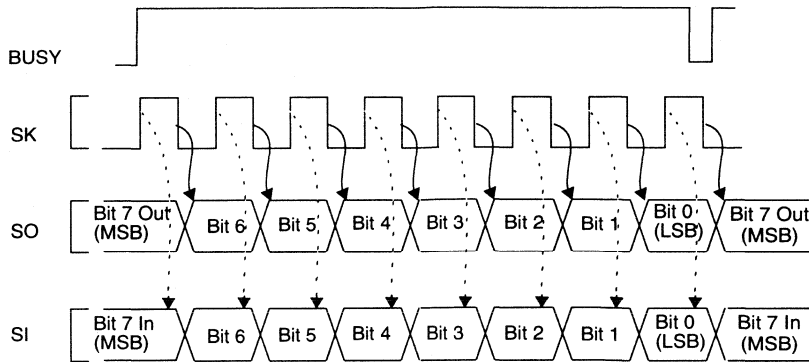 BUSY
SK
SO
Bit 7 Out
(MSB)
Bit 6
Bit 5
Bit 4
Bit 3
Bit 2
Bit 1
Bit 0
(LSB)
Bit 7 Out
(MSB)
SI
Bit 7 In
(MSB)
Bit 6
Bit 5
Bit 4
Bit 3
Bit 2
Bit 1
Bit 0
(LSB)
Bit 7 In
(MSB)